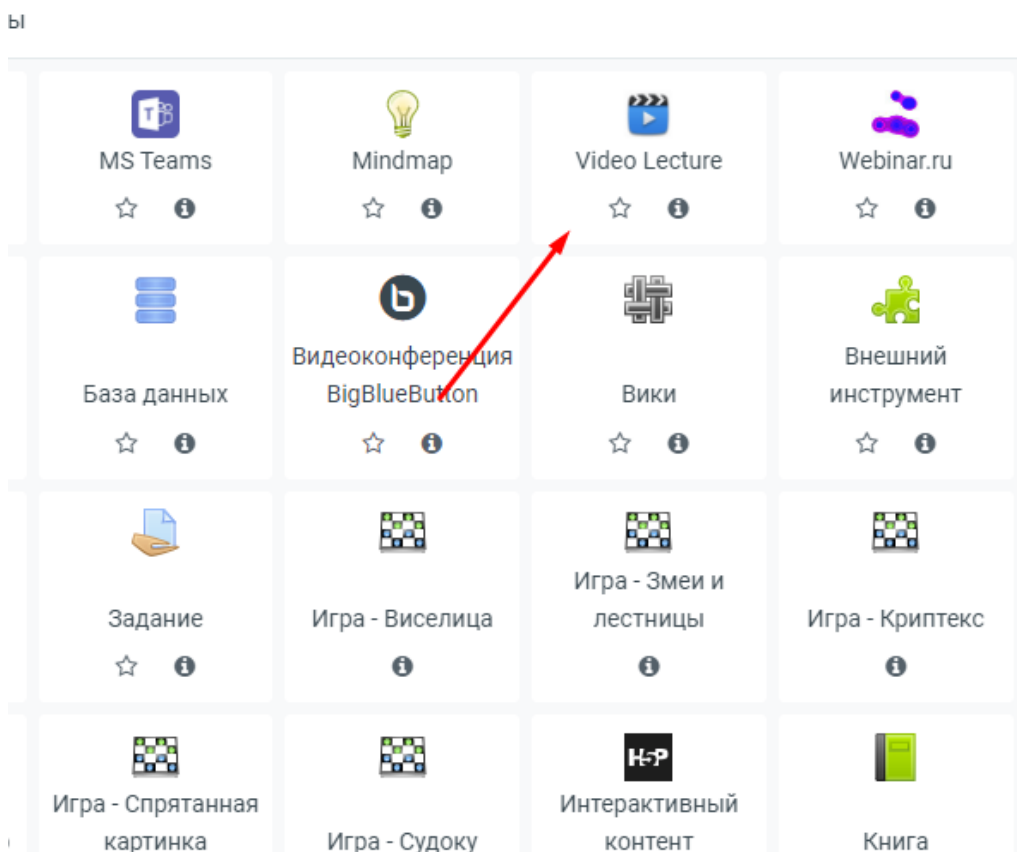 ы
MS Teams
Mindmap
Video Lecture
Webinar.ru
База данных
Видеоконференция
BigBlueButton
Вики
Внешний
инструмент
Задание
Игра - Виселица
Игра - Змеи и
лестницы
Игра - Криптекс
Игра - Спрятанная
картинка
Игра - Судоку
H5P
Интерактивный
контент
Книга